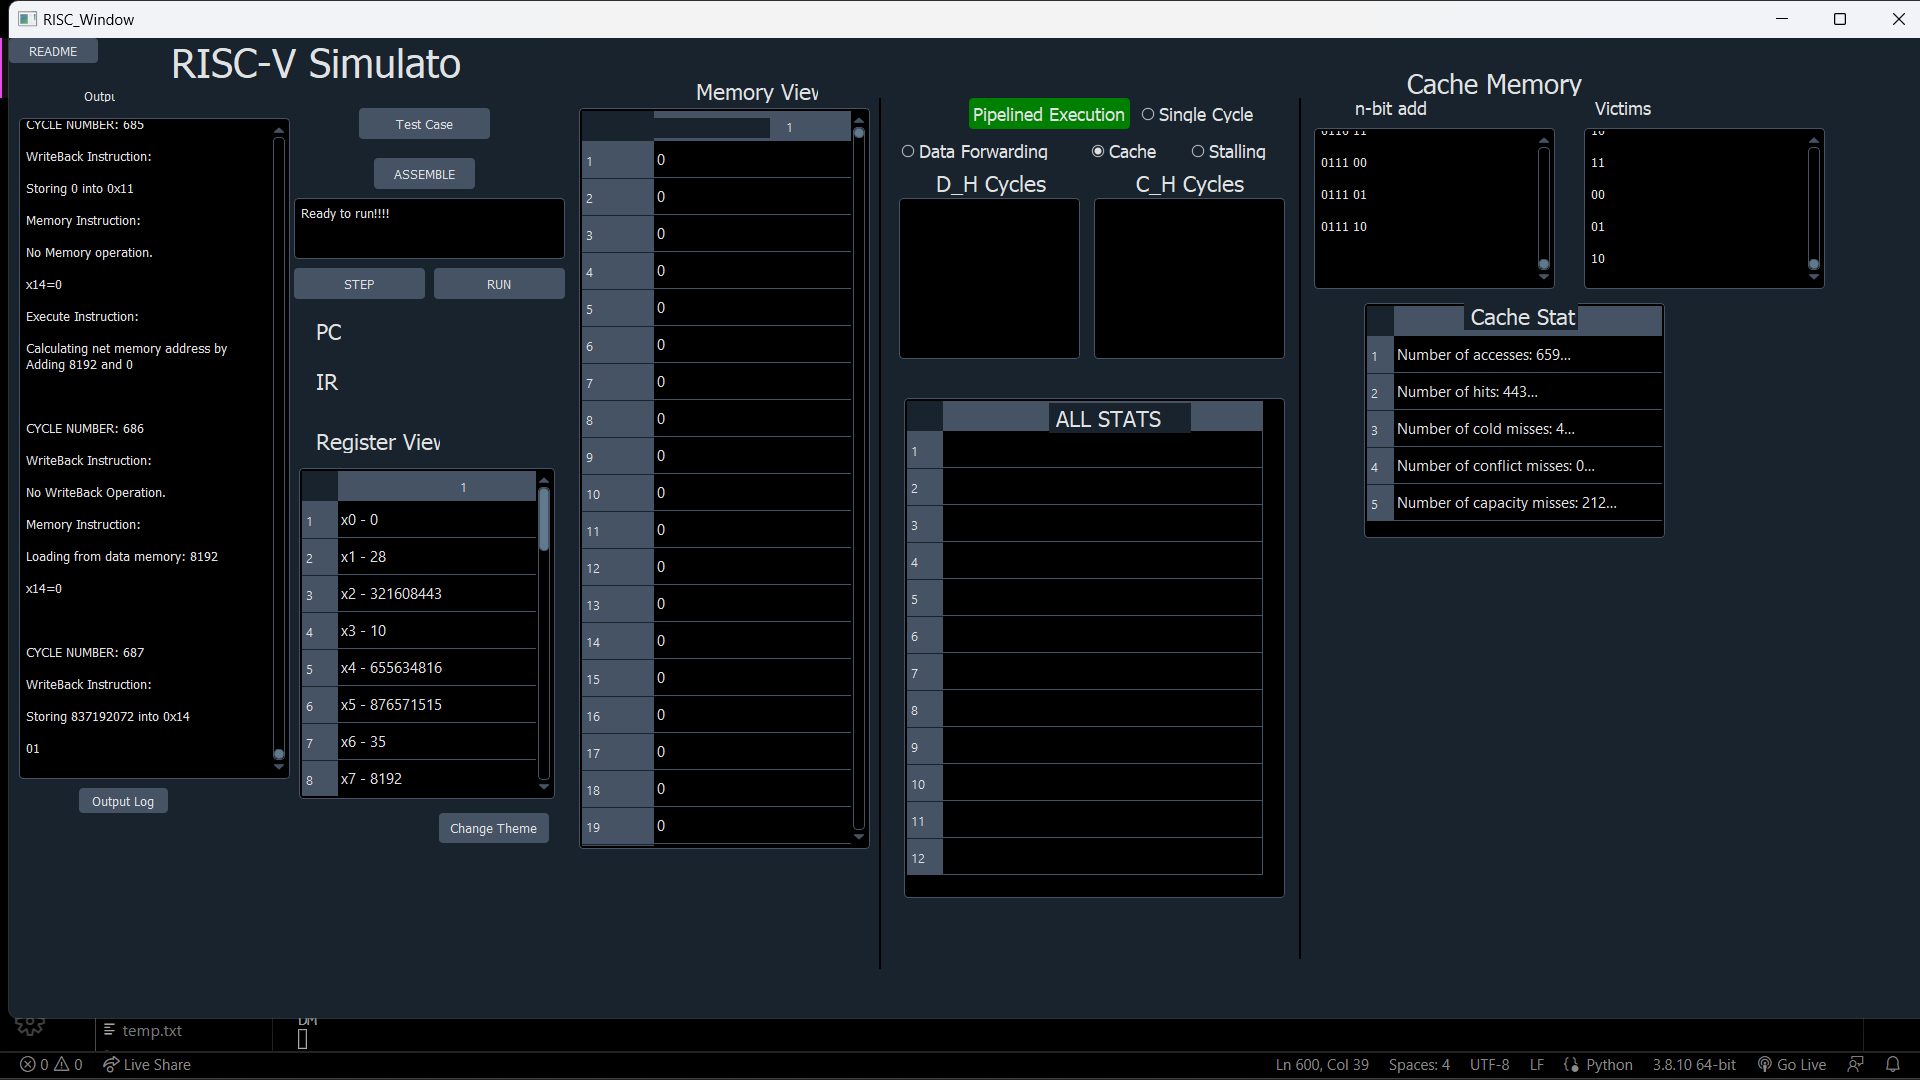 RISC_Window
README
RISC-V Simulato
Outpu
CYCLE NUMBER: 685
WriteBack Instruction:
Storing 0 into 0x11
Memory Instruction:
No Memory operation.
x14=0
Execute Instruction:
Calculating net memory address by
Adding 8192 and 0
CYCLE NUMBER: 686
WriteBack Instruction:
No WriteBack Operation.
Memory Instruction:
Loading from data memory: 8192
x14=0
CYCLE NUMBER: 687
WriteBack Instruction:
Storing 837192072 into 0x14
01
Output Log
Test Case
ASSEMBLE
Ready to run!!!!
STEP
RUN
PC
IR
Register View
1
1 x0 - 0
2 x1 - 28
3 x2 - 321608443
4 x3 - 10
5 x4 - 655634816
6 x5 - 876571515
7 x6 - 35
8 x7 - 8192
Change Theme
Memory View
1
1 0
2 0
3 0
4 0
5 0
6 0
7 0
8 0
9 0
10 0
11 0
12 0
13 0
14 0
15 0
16 0
17 0
18 0
19 0
Pipelined Execution
Single Cycle
Data Forwarding
Cache
Stalling
D_H Cycles
C_H Cycles
ALL STATS
1
2
3
4
5
6
7
8
9
10
11
12
Cache Memory
n-bit add
0110 11
0111 00
0111 01
0111 10
Victims
10
11
00
01
10
Cache Stat
1 Number of accesses: 659...
2 Number of hits: 443...
3 Number of cold misses: 4...
4 Number of conflict misses: 0...
5 Number of capacity misses: 212...
temp.txt
DM
0 0 Live Share
Ln 600, Col 39 Spaces: 4 UTF-8 LF Python 3.8.10 64-bit Go Live